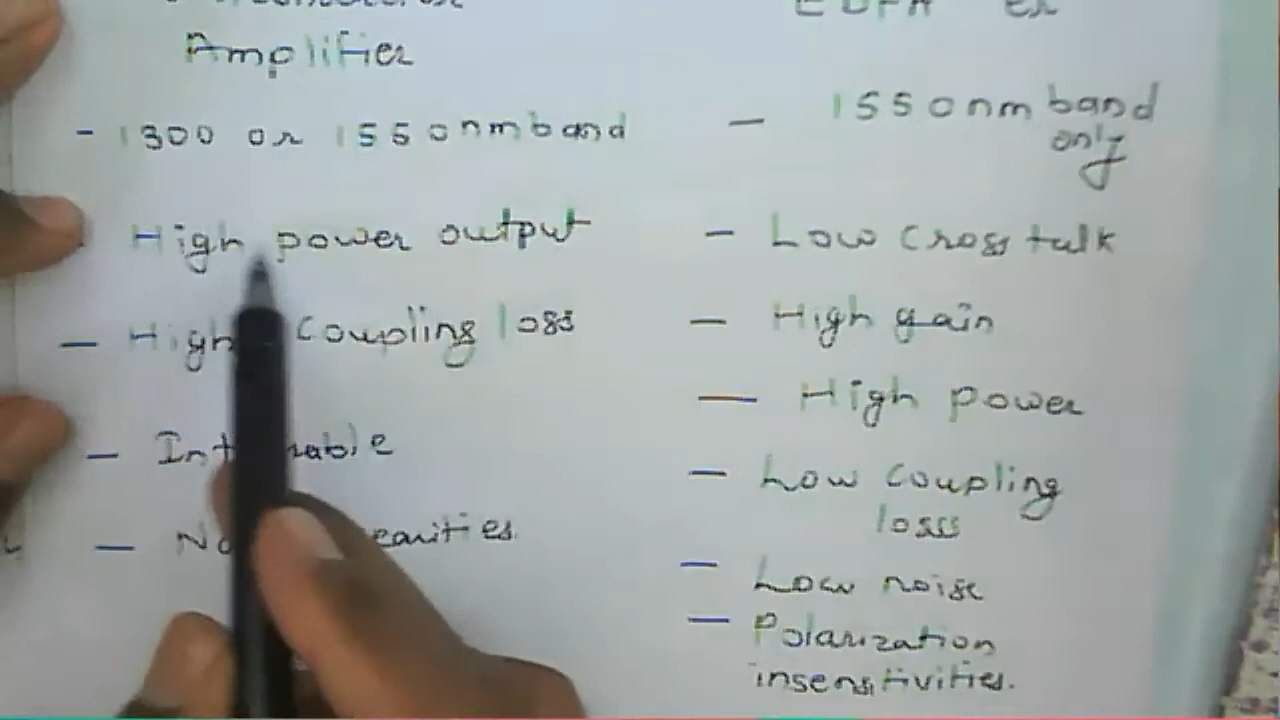 Amplifier
- 1300 or 1550nm band
High power output
- High coupling loss
-
- 
EDFA
- 1550nm band
only
- Low Cross talk
- High gain
- High power
- Low Coupling
loss
- Low noise
- Polarization
insensitivities.